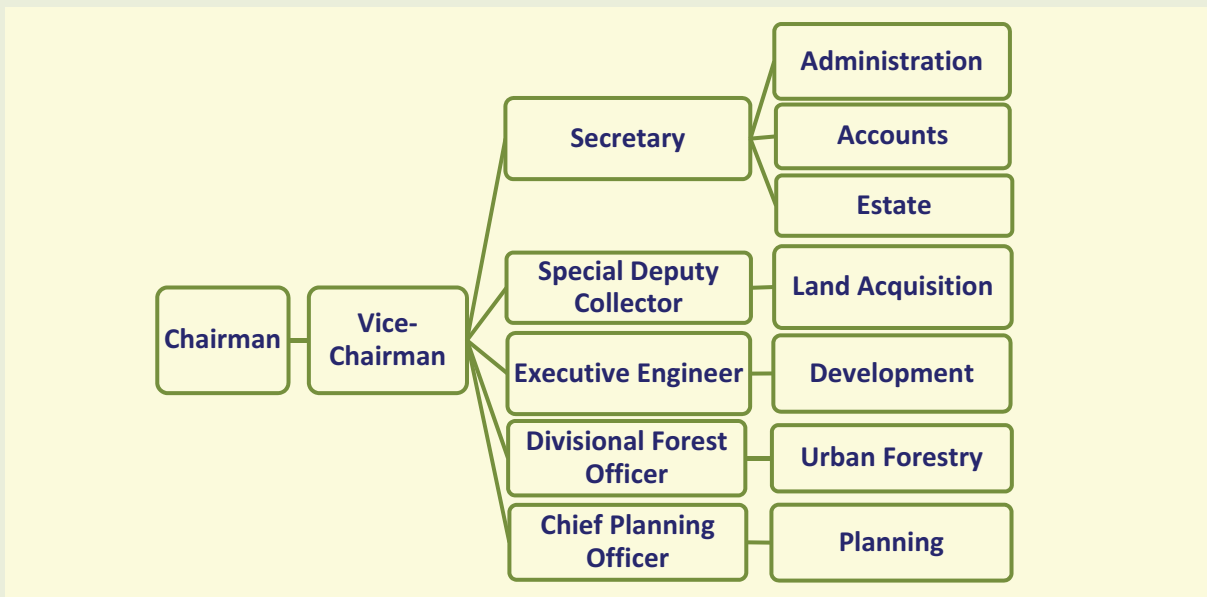 Chairman
Vice-
Chairman
Secretary
Administration
Accounts
Estate
Special Deputy
Collector
Land Acquisition
Executive Engineer
Development
Divisional Forest
Officer
Urban Forestry
Chief Planning
Officer
Planning